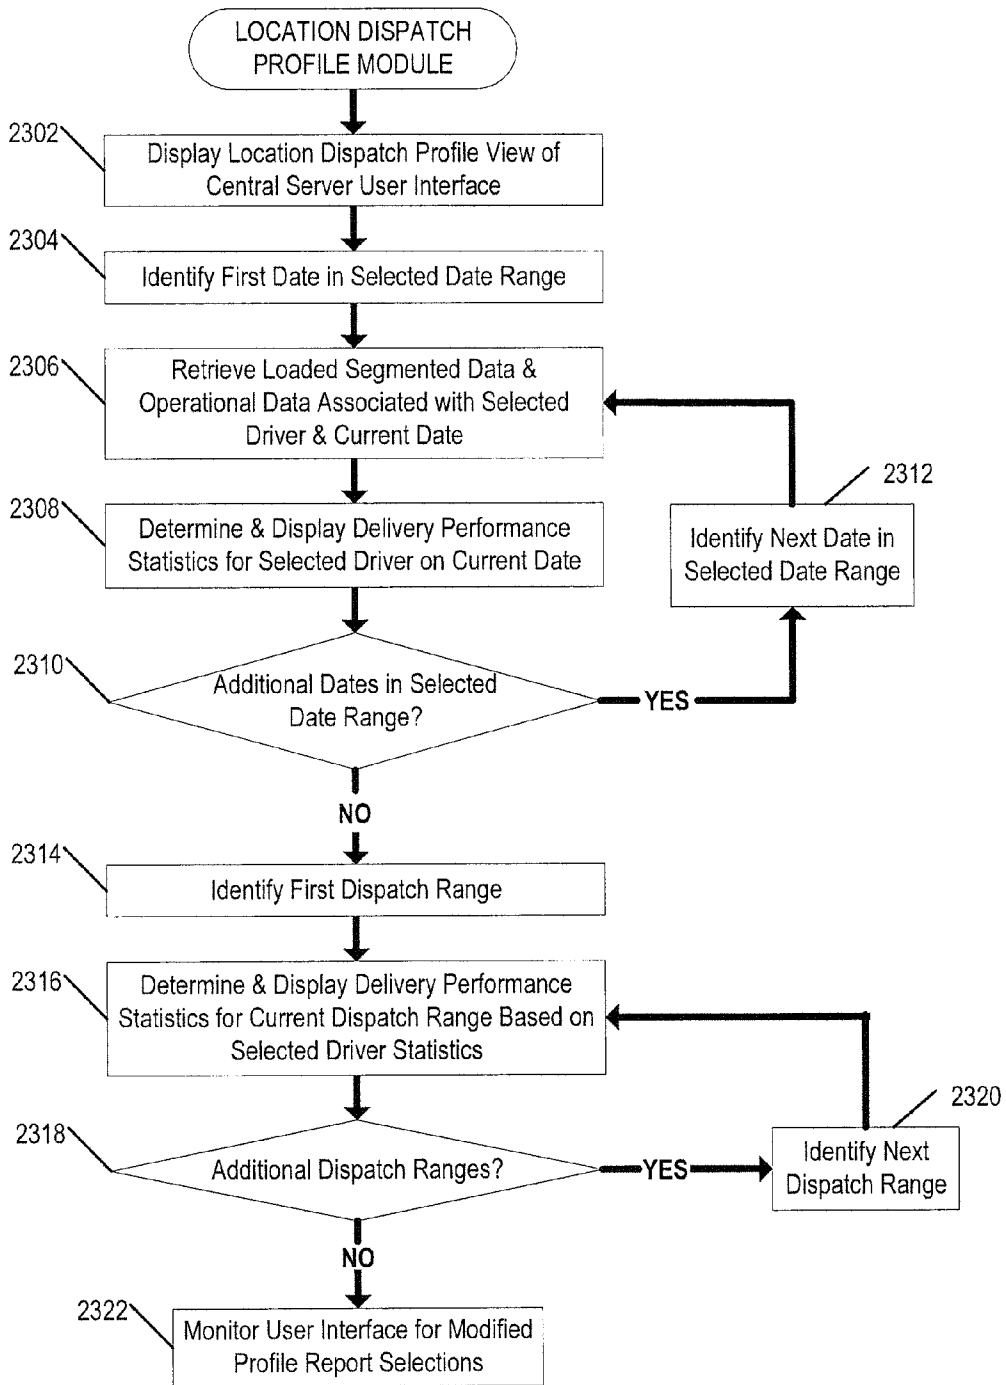 LOCATION DISPATCH
PROFILE MODULE
2302
Display Location Dispatch Profile View of
Central Server User Interface
2304
Identify First Date in Selected Date Range
2306
Retrieve Loaded Segmented Data &
Operational Data Associated with Selected
Driver & Current Date
2312
Identify Next Date in
Selected Date Range
2308
Determine & Display Delivery Performance
Statistics for Selected Driver on Current Date
2310
Additional Dates in Selected
Date Range?
YES
NO
2314
Identify First Dispatch Range
2316
Determine & Display Delivery Performance
Statistics for Current Dispatch Range Based on
Selected Driver Statistics
2318
Additional Dispatch Ranges?
YES
2320
Identify Next
Dispatch Range
NO
2322
Monitor User Interface for Modified
Profile Report Selections